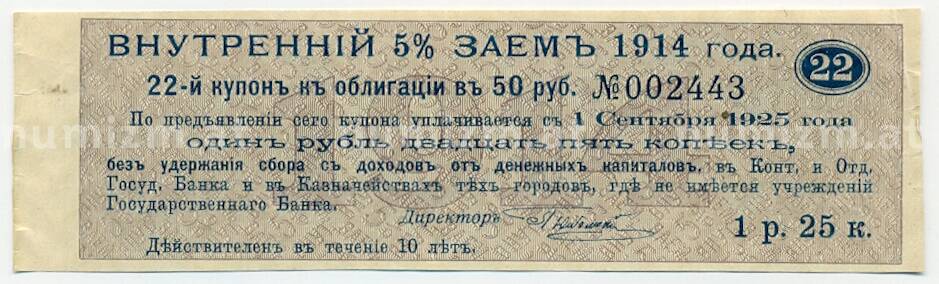 ВНУТРЕННІЙ 5% ЗАЕМЪ 1914 года.
22
22-й купонъ къ облигаціи въ 50 руб. №002443
По предъявленіи сего купона уплачивается съ 1 Сентября 1925 года
одинъ рубль двадцать пять копѣекъ,
безъ удержанія сбора съ доходовъ отъ денежныхъ капиталовъ, въ Конт. и Отд.
Госуд. Банка и въ Казначействахъ тѣхъ городовъ, гдѣ не имѣется учрежденій
Государственнаго Банка.
Директоръ
1 р. 25 к.
Дѣйствителенъ въ теченіе 10 лѣтъ.
numizm.at